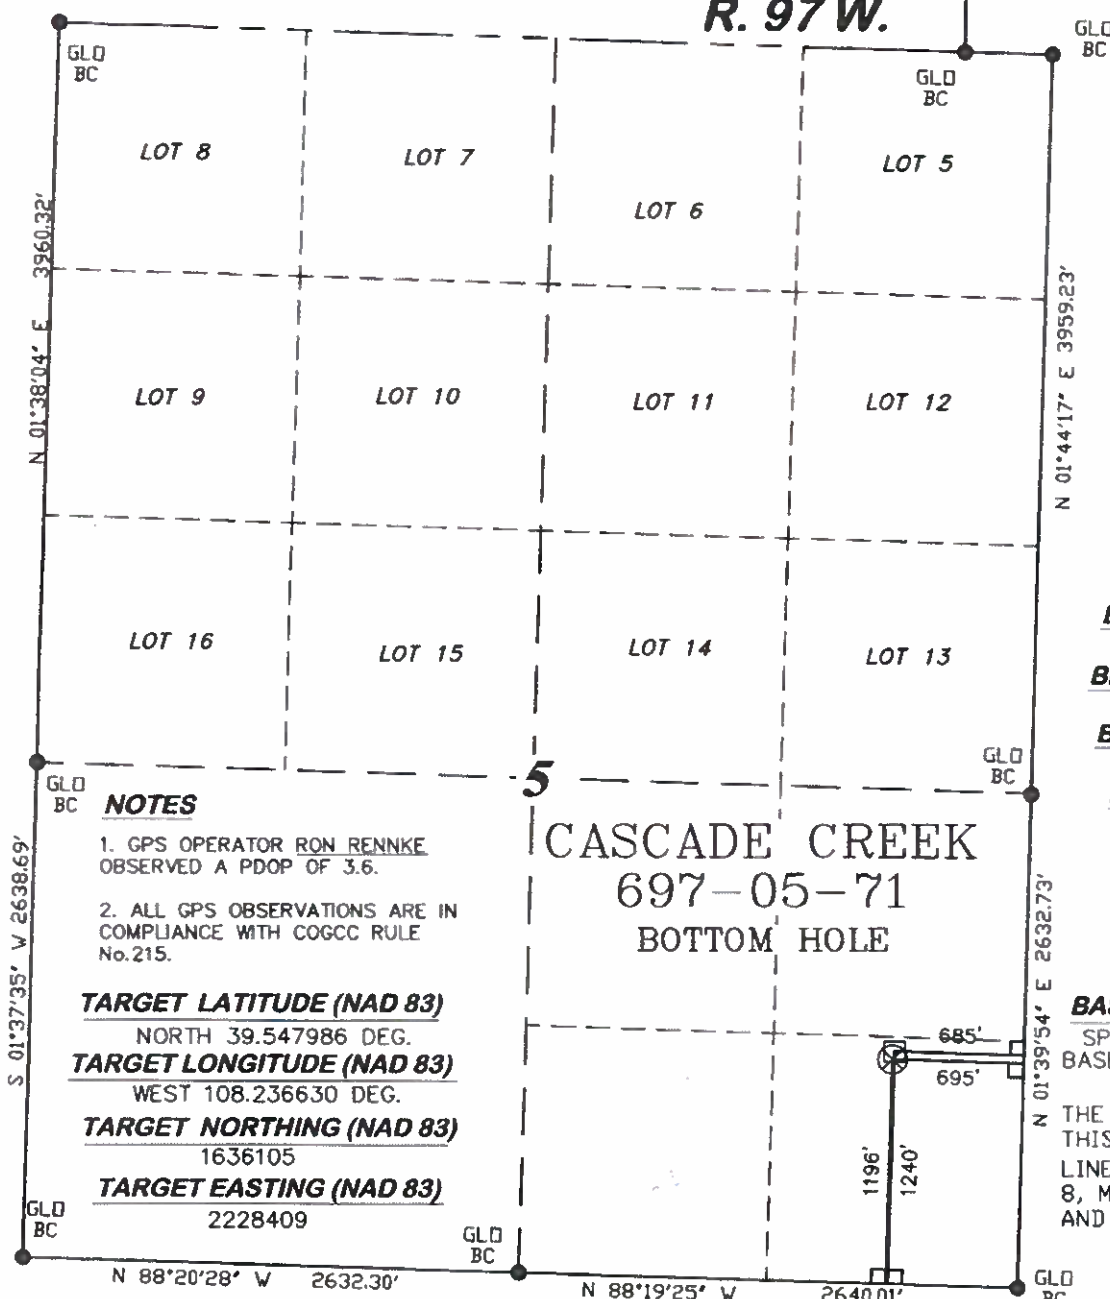 R. 97 W.
GLO
BC
GLO
BC
GLO
BC
LOT 8
LOT 7
LOT 6
LOT 5
N 01°38'04" E 3960.32'
N 01°44'17" E 3959.23'
LOT 9
LOT 10
LOT 11
LOT 12
LOT 16
LOT 15
LOT 14
LOT 13
GLO
BC
5
GLO
BC
NOTES
1. GPS OPERATOR RON RENNKE
OBSERVED A PDOP OF 3.6.
2. ALL GPS OBSERVATIONS ARE IN
COMPLIANCE WITH COGCC RULE
No.215.
CASCADE CREEK
697-05-71
BOTTOM HOLE
S 01°37'35" W 2638.69'
N 01°39'54" E 2632.73'
TARGET LATITUDE (NAD 83)
NORTH 39.547986 DEG.
TARGET LONGITUDE (NAD 83)
WEST 108.236630 DEG.
TARGET NORTHING (NAD 83)
1636105
TARGET EASTING (NAD 83)
2228409
685'
695'
1196'
1240'
SP
THE
THIS
LINE
8, M
AND
GLO
BC
GLO
BC
GLO
BC
N 88°20'28" W 2632.30'
N 88°19'25" W 2640.01'